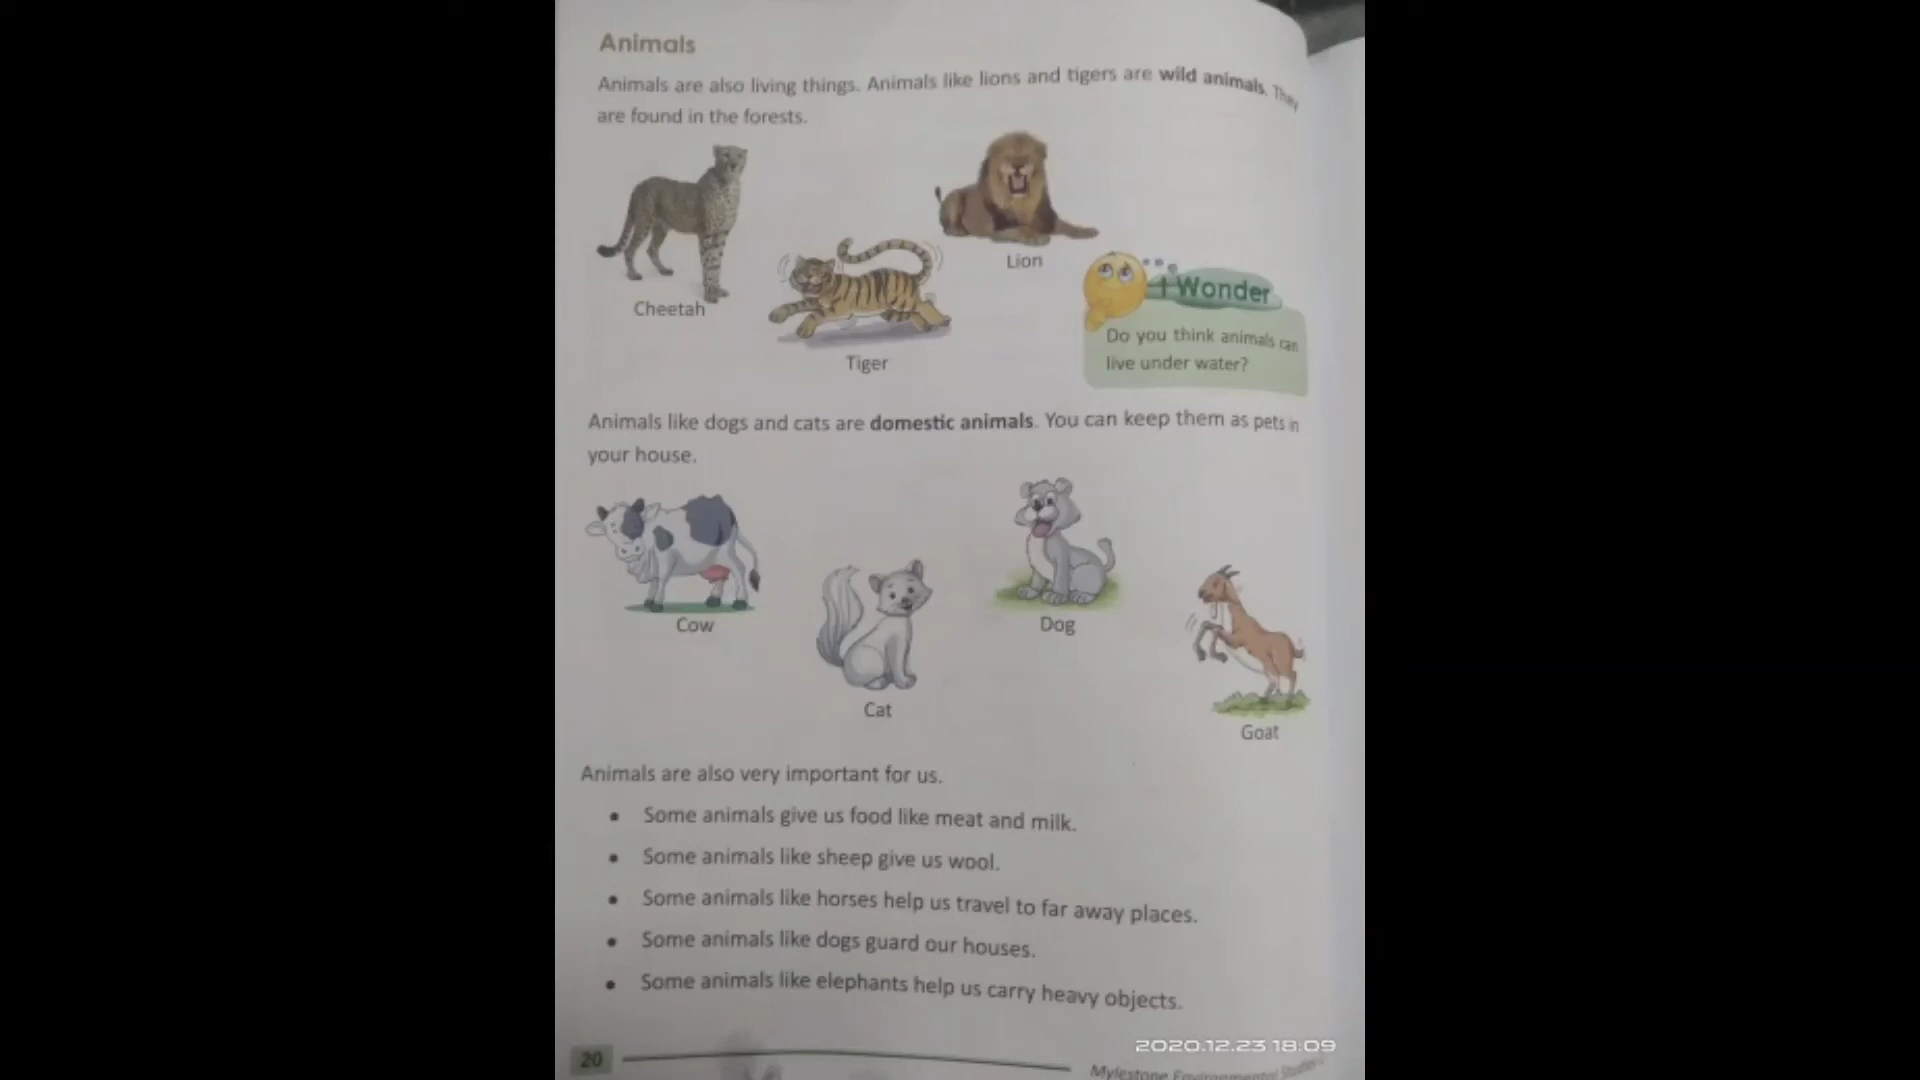 Animals
Animals are also living things. Animals like lions and tigers are wild animals. They
are found in the forests.
Cheetah
Tiger
Lion
I Wonder
Do you think animals can
live under water?
Animals like dogs and cats are domestic animals. You can keep them as pets in
your house.
Cow
Cat
Dog
Goat
Animals are also very important for us.
• Some animals give us food like meat and milk.
• Some animals like sheep give us wool.
• Some animals like horses help us travel to far away places.
• Some animals like dogs guard our houses.
• Some animals like elephants help us carry heavy objects.
2020.12.23 18:09
20
Mylestone Environmental Studies